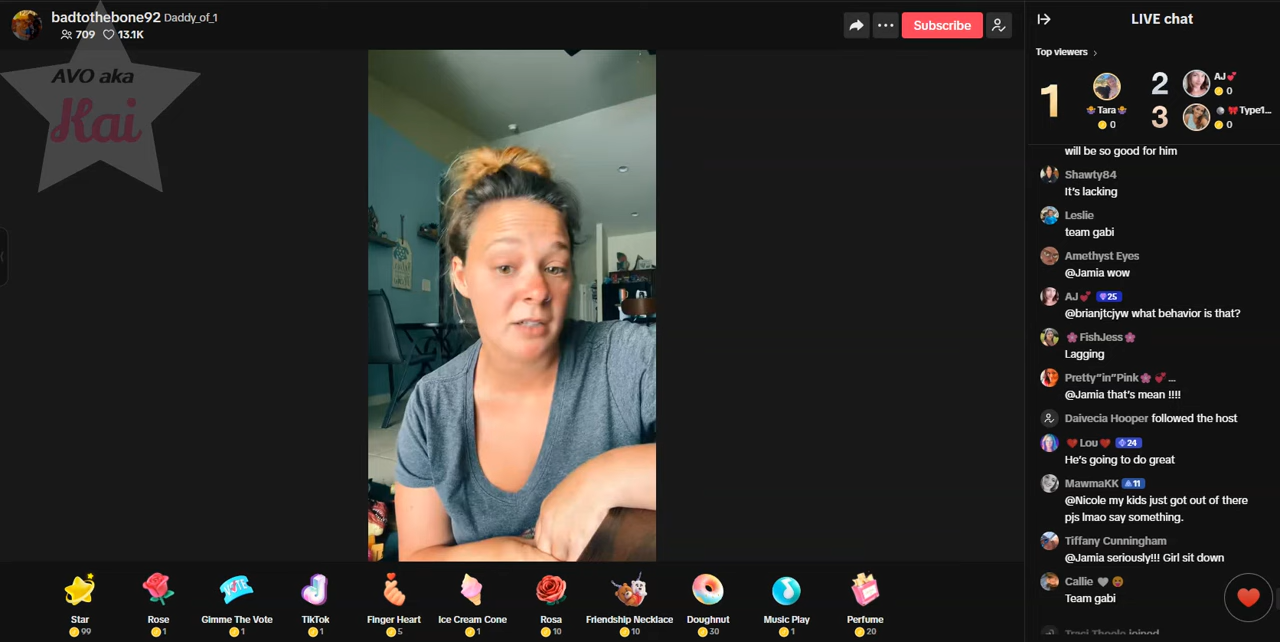 badtothebone92 Daddy_of_1
709 13.1K
Subscribe
AVO aka
Kai
LIVE chat
Top viewers
1
Tara
0
2
AJ
0
3
Type1...
0
will be so good for him
Shawty84
It's lacking
Leslie
team gabi
Amethyst Eyes
@Jamia wow
AJ 25
@brianjtcjyw what behavior is that?
FishJess
Lagging
Pretty"in"Pink ...
@Jamia that's mean !!!!
Daivecia Hooper followed the host
Lou 24
He's going to do great
MawmaKK 11
@Nicole my kids just got out of there
pjs lmao say something.
Tiffany Cunningham
@Jamia seriously!!! Girl sit down
Callie
Team gabi
Traci Theole joined
Star
99
Rose
1
Gimme The Vote
1
TikTok
1
Finger Heart
5
Ice Cream Cone
1
Rosa
10
Friendship Necklace
10
Doughnut
30
Music Play
1
Perfume
20